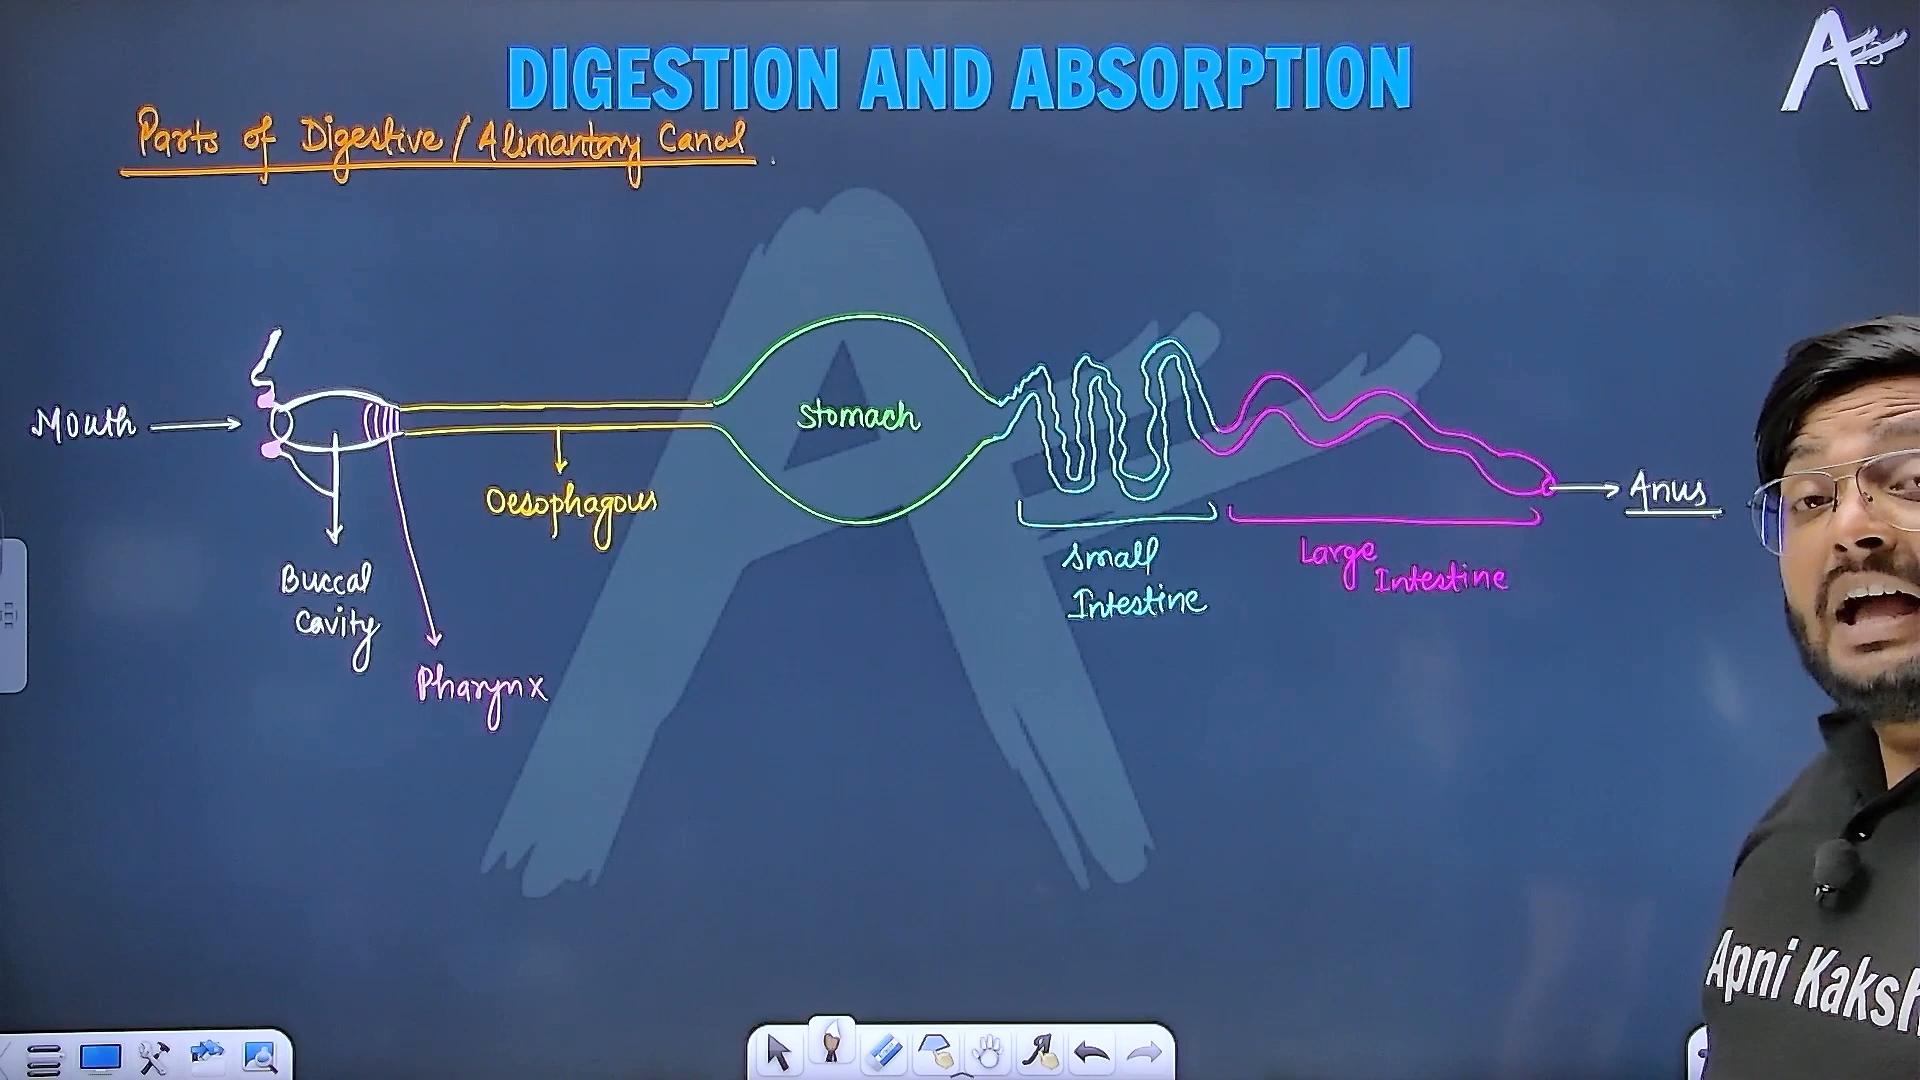 DIGESTION AND ABSORPTION
Parts of Digestive / Alimantory Canal
Mouth
Stomach
Oesophagous
Buccal
Cavity
Pharynx
Small
Intestine
Large
Intestine
Anus
Apni Kaksh